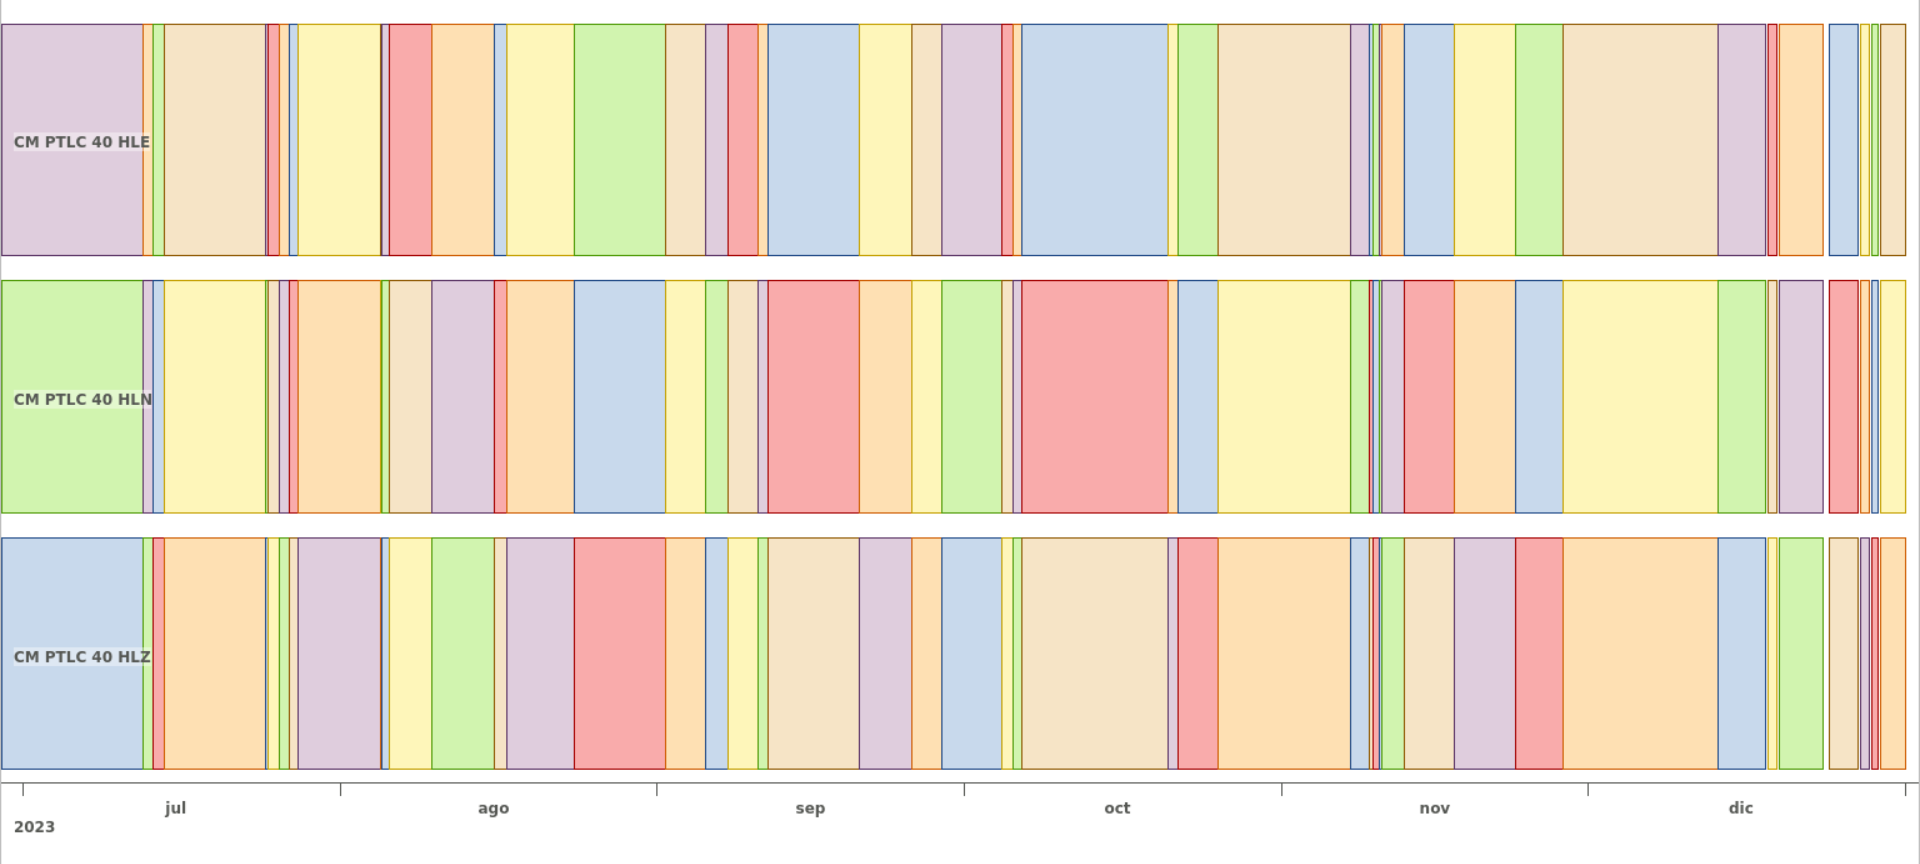 CM PTLC 40 HLE
CM PTLC 40 HLN
CM PTLC 40 HLZ
jul ago sep oct nov dic
2023